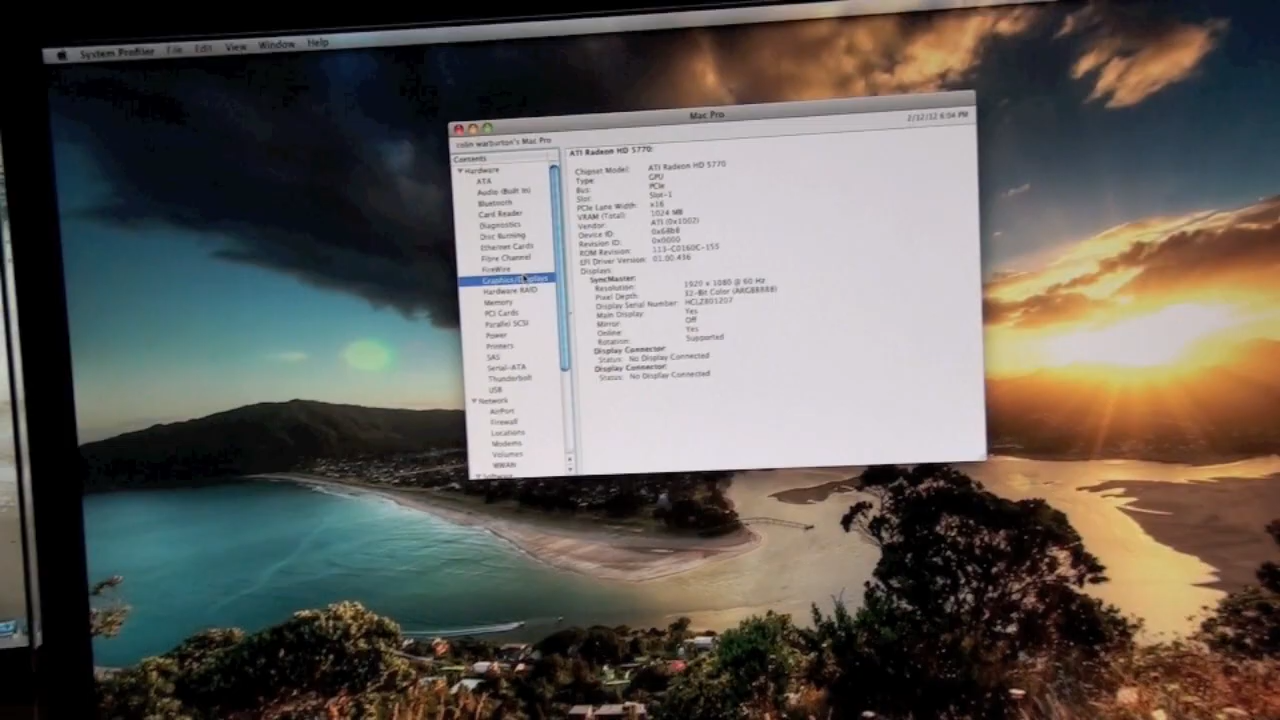 System Profiler File Edit View Window Help
Mac Pro
2/12/12 6:04 PM
colin warburton's Mac Pro
Contents
Hardware
ATA
Audio (Built In)
Bluetooth
Card Reader
Diagnostics
Disc Burning
Ethernet Cards
Fibre Channel
FireWire
Graphics/Displays
Hardware RAID
Memory
PCI Cards
Parallel SCSI
Power
Printers
SAS
Serial-ATA
Thunderbolt
USB
Network
AirPort
Firewall
Locations
Modems
Volumes
WWAN
Software
ATI Radeon HD 5770:
Chipset Model: ATI Radeon HD 5770
Type: GPU
Bus: PCIe
Slot: Slot-1
PCIe Lane Width: x16
VRAM (Total): 1024 MB
Vendor: ATI (0x1002)
Device ID: 0x68b8
Revision ID: 0x0000
ROM Revision: 113-C0160C-155
EFI Driver Version: 01.00.436
Displays:
SyncMaster:
Resolution: 1920 x 1080 @ 60 Hz
Pixel Depth: 32-Bit Color (ARGB8888)
Display Serial Number: HCLZ801207
Main Display: Yes
Mirror: Off
Online: Yes
Rotation: Supported
Display Connector:
Status: No Display Connected
Display Connector:
Status: No Display Connected